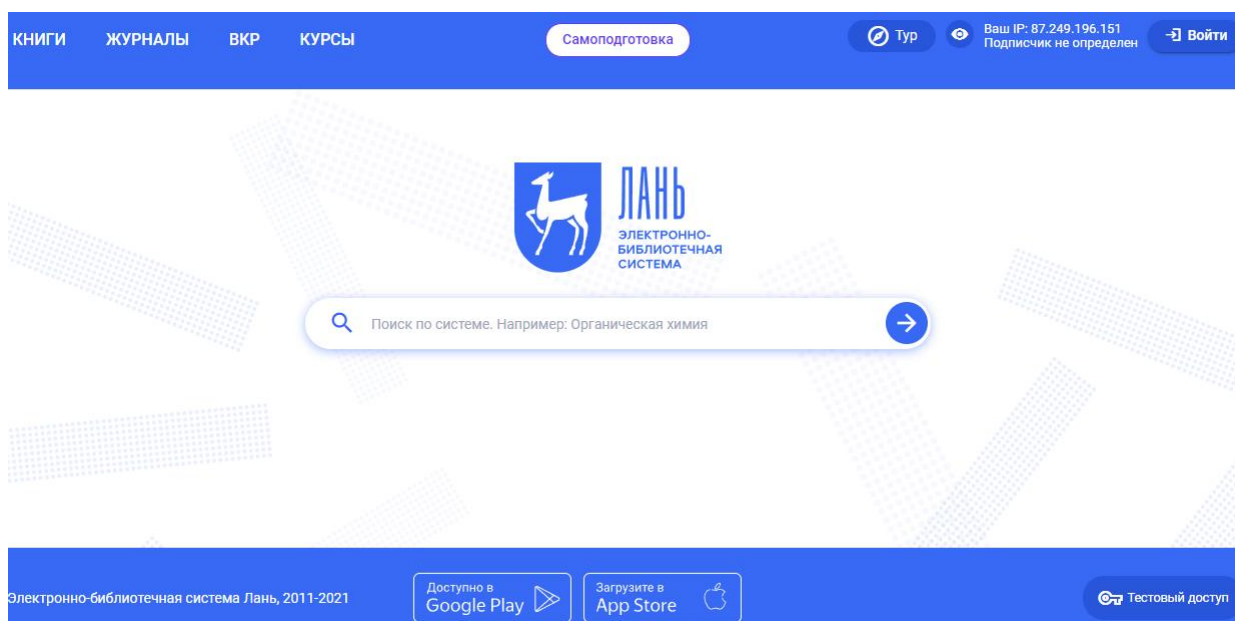 КНИГИ ЖУРНАЛЫ ВКР КУРСЫ
Самоподготовка
Тур
Ваш IP: 87.249.196.151
Подписчик не определен
Войти
ЛАНЬ
ЭЛЕКТРОННО-
БИБЛИОТЕЧНАЯ
СИСТЕМА
Поиск по системе. Например: Органическая химия
Электронно-библиотечная система Лань, 2011-2021
Доступно в
Google Play
Загрузите в
App Store
Тестовый доступ